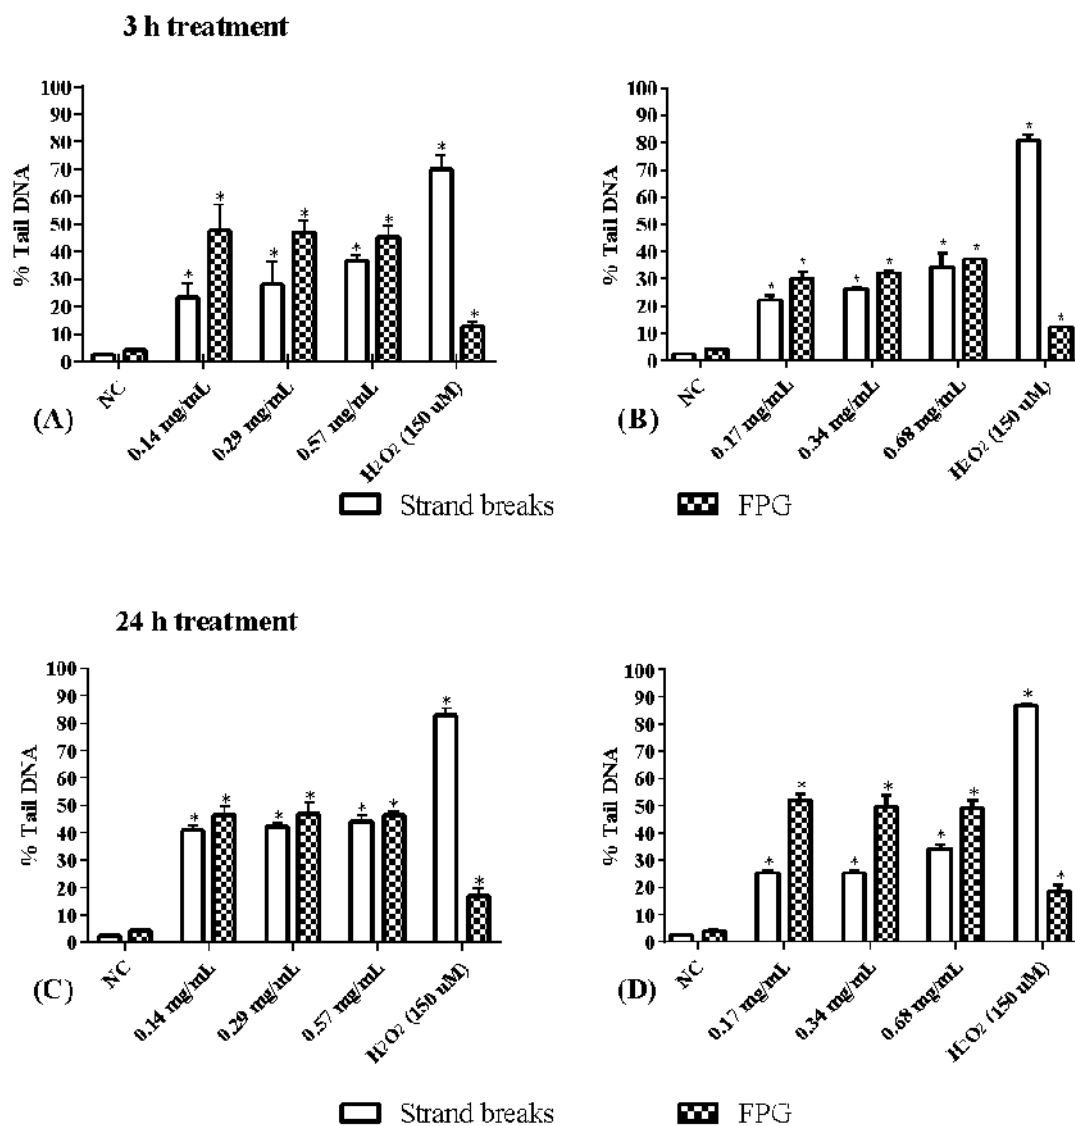 3 h treatment
% Tail DNA
100
90
80
70
60
50
40
30
20
10
0
* * * * * * * *
NC
0.14 mg/mL
0.29 mg/mL
0.57 mg/mL
H2O2 (150 uM)
(A)
% Tail DNA
100
90
80
70
60
50
40
30
20
10
0
* * * * * * * *
NC
0.17 mg/mL
0.34 mg/mL
0.68 mg/mL
H2O2 (150 uM)
(B)
Strand breaks FPG
24 h treatment
% Tail DNA
100
90
80
70
60
50
40
30
20
10
0
* * * * * * * *
NC
0.14 mg/mL
0.29 mg/mL
0.57 mg/mL
H2O2 (150 uM)
(C)
% Tail DNA
100
90
80
70
60
50
40
30
20
10
0
* * * * * * * *
NC
0.17 mg/mL
0.34 mg/mL
0.68 mg/mL
H2O2 (150 uM)
(D)
Strand breaks FPG